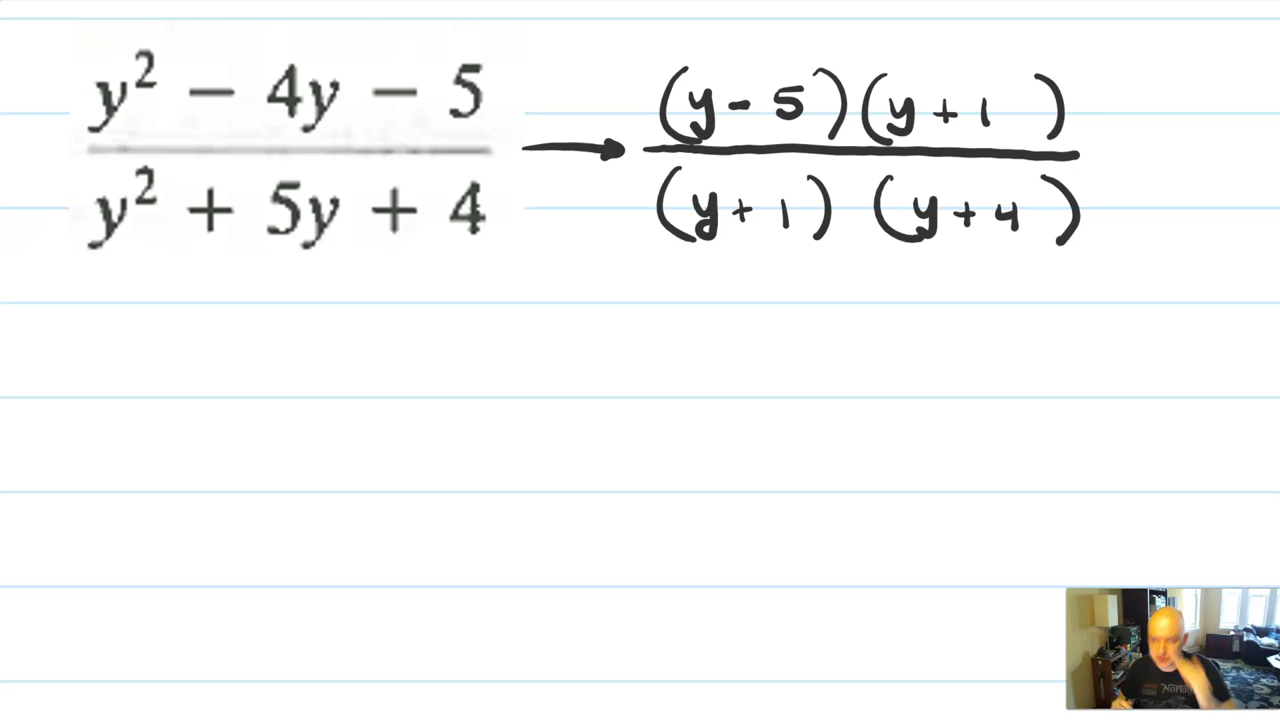 y² − 4y − 5 → (y - 5)(y + 1)
y² + 5y + 4 (y + 1) (y + 4)